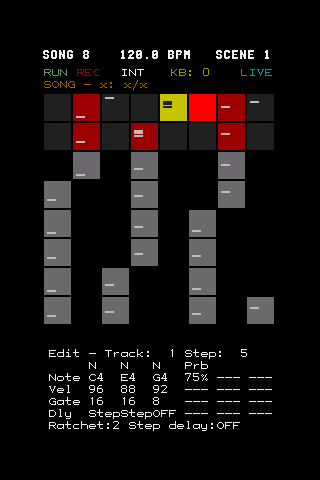 SONG 8 120.0 BPM SCENE 1
RUN REC INT KB: O LIVE
SONG - x: x/x
Edit - Track: 1 Step: 5
N N N Prb
Note C4 E4 G4 75% --- ---
Vel 96 88 92 --- --- ---
Gate 16 16 8 --- --- ---
Dly StepStepOFF --- --- ---
Ratchet:2 Step delay:OFF